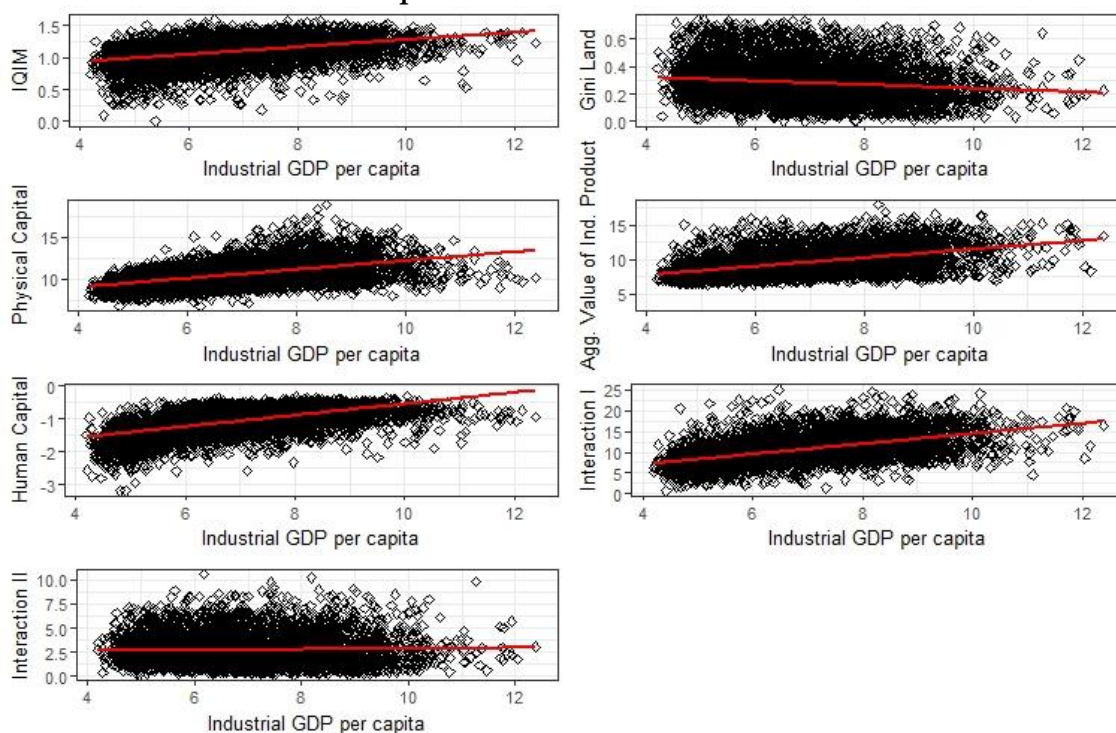 IQIM
1.5
1.0
0.5
0.0
4 6 8 10 12
Industrial GDP per capita
Gini Land
0.6
0.4
0.2
0.0
4 6 8 10 12
Industrial GDP per capita
Physical Capital
15
10
4 6 8 10 12
Industrial GDP per capita
Agg. Value of Ind. Product
15
10
5
4 6 8 10 12
Industrial GDP per capita
Human Capital
0
-1
-2
-3
4 6 8 10 12
Industrial GDP per capita
Interaction I
25
20
15
10
5
0
4 6 8 10 12
Industrial GDP per capita
Interaction II
10.0
7.5
5.0
2.5
0.0
4 6 8 10 12
Industrial GDP per capita